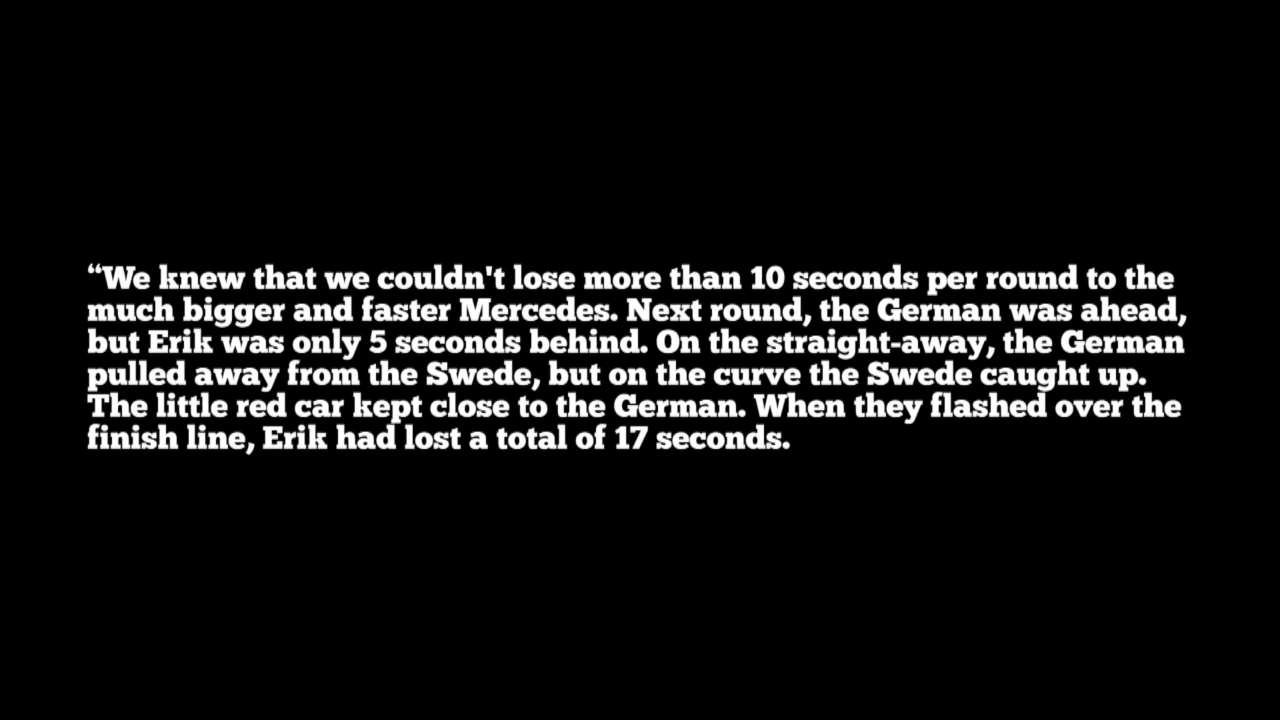 “We knew that we couldn't lose more than 10 seconds per round to the
much bigger and faster Mercedes. Next round, the German was ahead,
but Erik was only 5 seconds behind. On the straight-away, the German
pulled away from the Swede, but on the curve the Swede caught up.
The little red car kept close to the German. When they flashed over the
finish line, Erik had lost a total of 17 seconds.